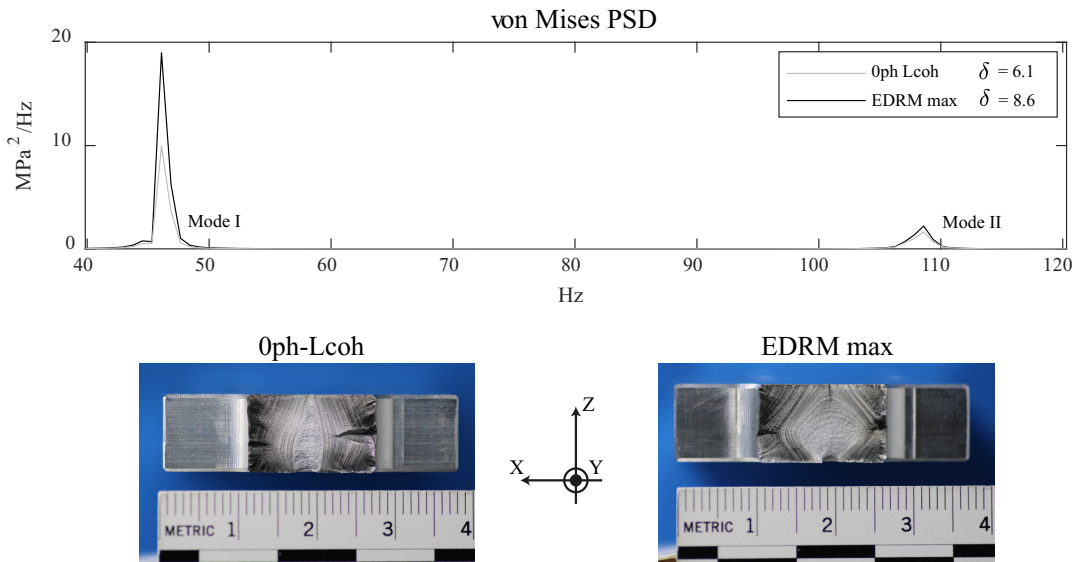 von Mises PSD
MPa²/Hz
20
10
0
0ph Lcoh δ = 6.1
EDRM max δ = 8.6
Mode I
Mode II
40 50 60 70 80 90 100 110 120
Hz
0ph-Lcoh
EDRM max
Z
X Y
METRIC 1 2 3 4
METRIC 1 2 3 4